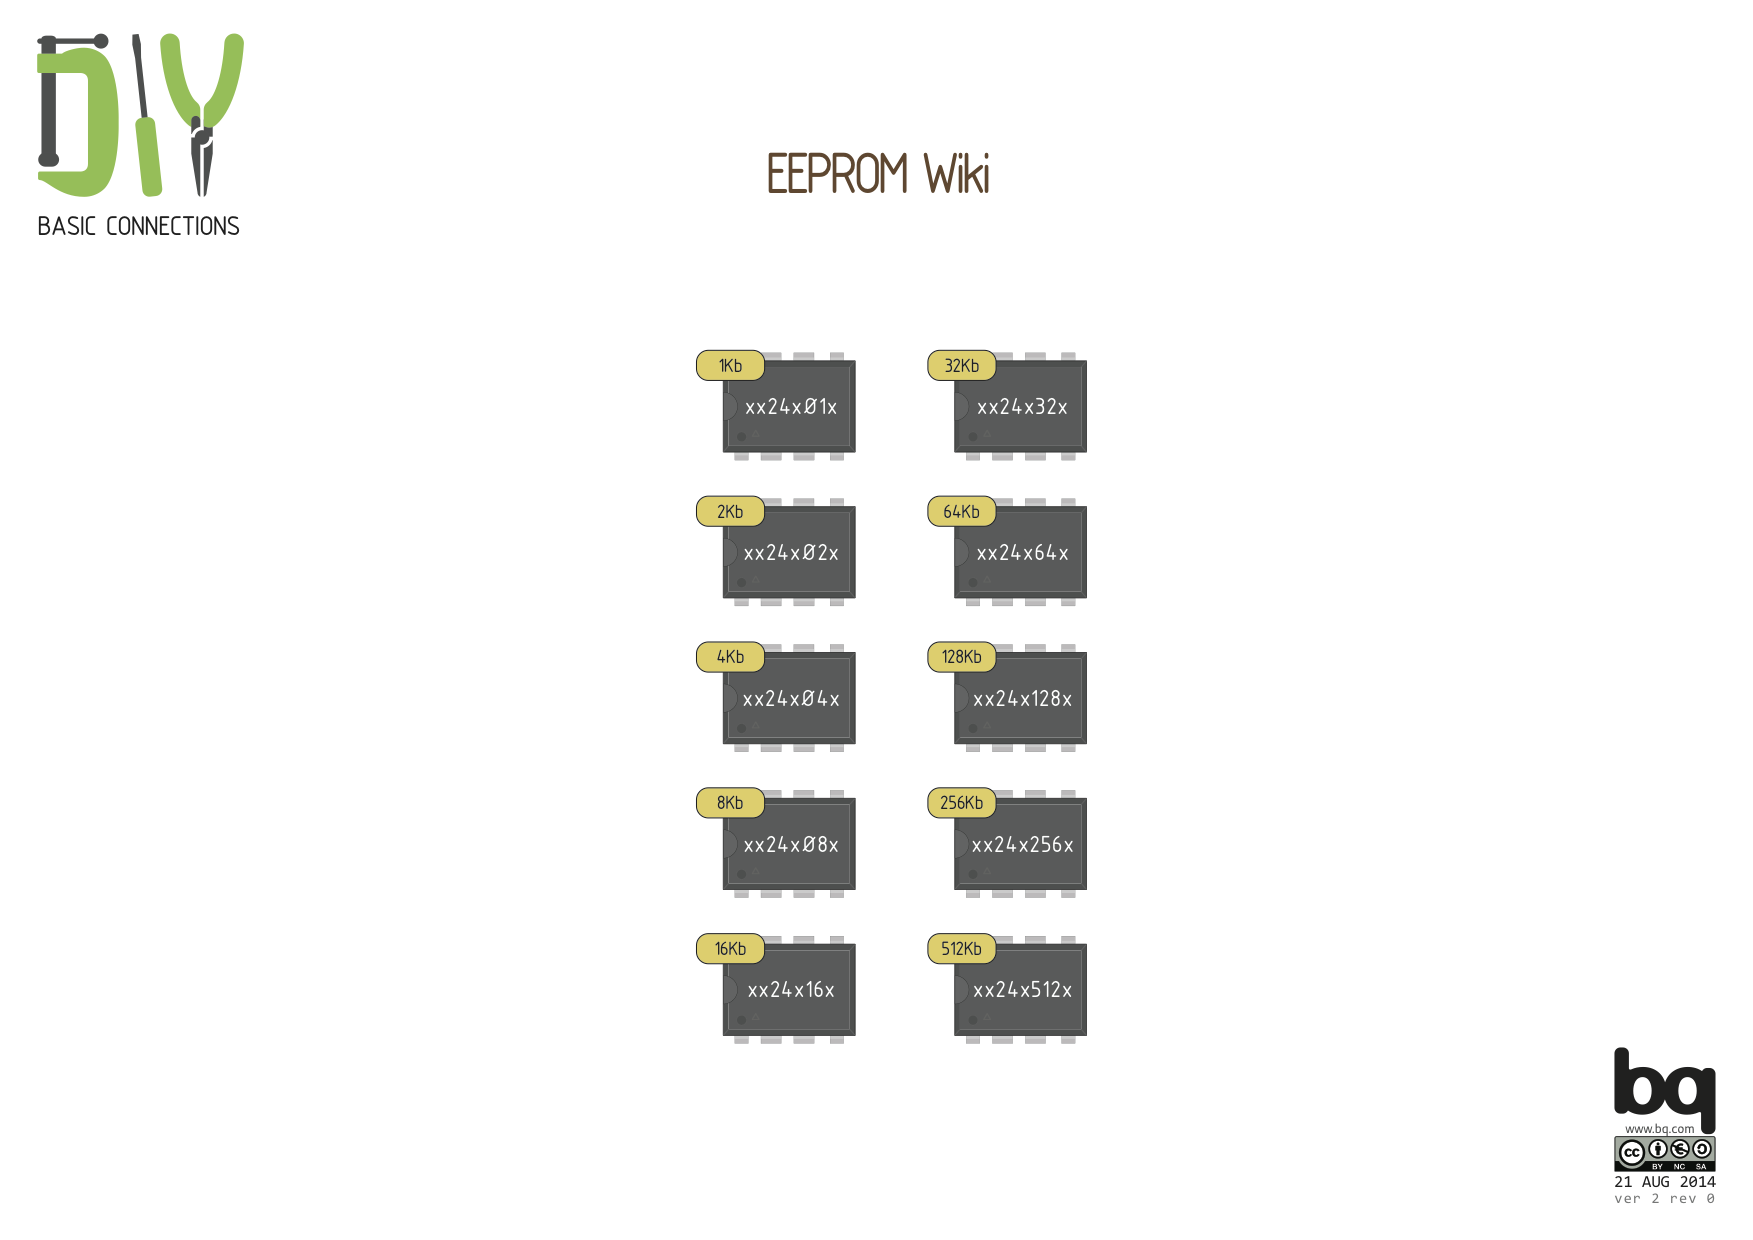 DIY
BASIC CONNECTIONS
EEPROM Wiki
1Kb
xx24xØ1x
32Kb
xx24x32x
2Kb
xx24xØ2x
64Kb
xx24x64x
4Kb
xx24xØ4x
128Kb
xx24x128x
8Kb
xx24xØ8x
256Kb
xx24x256x
16Kb
xx24x16x
512Kb
xx24x512x
bq
www.bq.com
cc
BY NC SA
21 AUG 2014
ver 2 rev 0